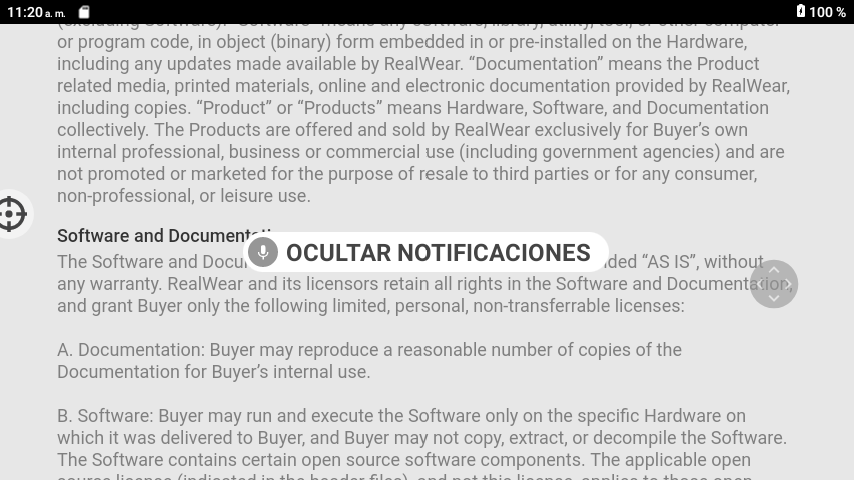 11:20 a. m.
100 %
or program code, in object (binary) form embedded in or pre-installed on the Hardware,
including any updates made available by RealWear. “Documentation” means the Product
related media, printed materials, online and electronic documentation provided by RealWear,
including copies. “Product” or “Products” means Hardware, Software, and Documentation
collectively. The Products are offered and sold by RealWear exclusively for Buyer’s own
internal professional, business or commercial use (including government agencies) and are
not promoted or marketed for the purpose of resale to third parties or for any consumer,
non-professional, or leisure use.
Software and
OCULTAR NOTIFICACIONES
The Software and “AS IS”, without
any warranty. RealWear and its licensors retain all rights in the Software and Documentation,
and grant Buyer only the following limited, personal, non-transferrable licenses:
A. Documentation: Buyer may reproduce a reasonable number of copies of the
Documentation for Buyer’s internal use.
B. Software: Buyer may run and execute the Software only on the specific Hardware on
which it was delivered to Buyer, and Buyer may not copy, extract, or decompile the Software.
The Software contains certain open source software components. The applicable open